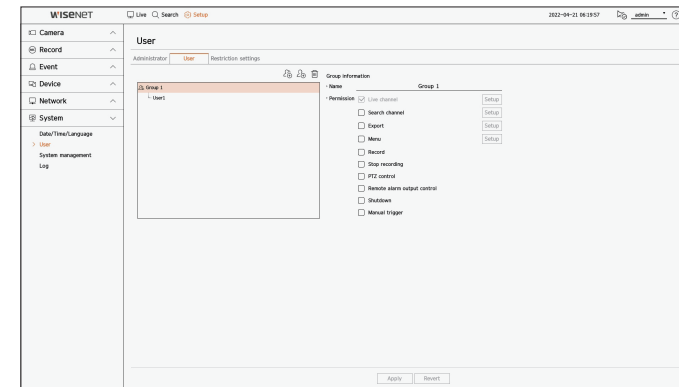 WISENET
Live Search Setup
2022-04-21 06:19:57 admin ?
Camera
Record
Event
Device
Network
System
Date/Time/Language
> User
System management
Log
User
Administrator User Restriction settings
Group 1
User1
Group information
Name Group 1
Permission Live channel Setup
Search channel Setup
Export Setup
Menu Setup
Record
Stop recording
PTZ control
Remote alarm output control
Shutdown
Manual trigger
Apply Revert